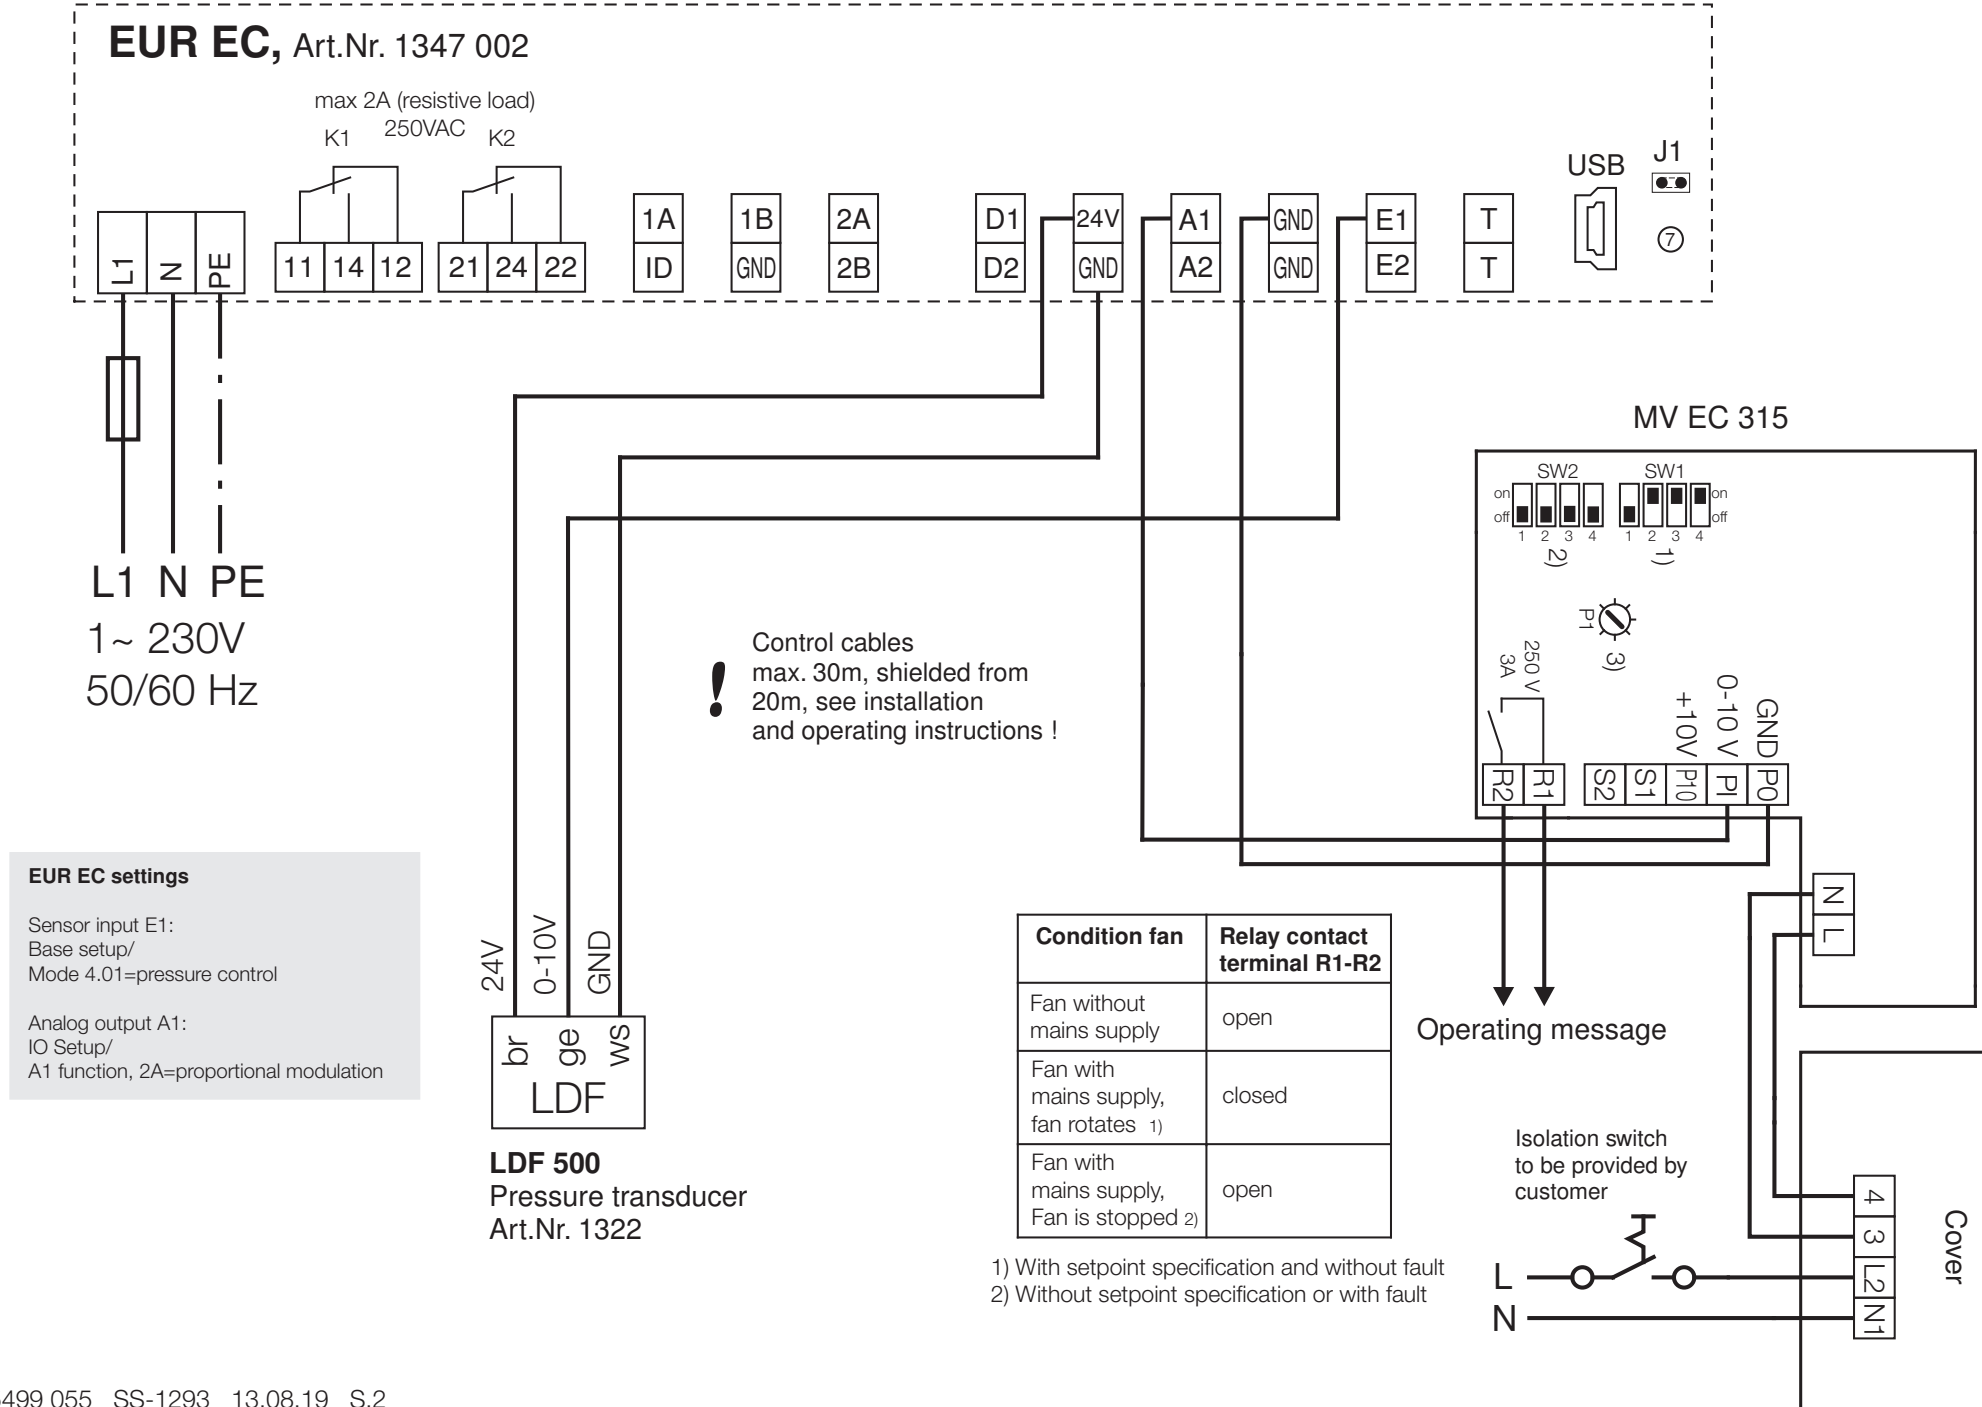 EUR EC, Art.Nr. 1347 002
max 2A (resistive load)
250VAC
K1
K2
USB
J1
L1
N
PE
11 14 12
21 24 22
1A
ID
1B
GND
2A
2B
D1
D2
24V
GND
A1
A2
GND
GND
E1
E2
T
T
7
L1 N PE
1~ 230V
50/60 Hz
MV EC 315
SW2
on
off
1 2 3 4
2)
SW1
on
off
1 2 3 4
1)
P1
3)
3A
250 V
+10V
0-10 V
GND
R2
R1
S2
S1
P10
PI
P0
N
L
Control cables
max. 30m, shielded from
20m, see installation
and operating instructions !
!
EUR EC settings
Sensor input E1:
Base setup/
Mode 4.01=pressure control
Analog output A1:
IO Setup/
A1 function, 2A=proportional modulation
24V
0-10V
GND
br
ge
ws
LDF
LDF 500
Pressure transducer
Art.Nr. 1322
Condition fan
Relay contact
terminal R1-R2
Fan without
mains supply
open
Fan with
mains supply,
fan rotates 1)
closed
Fan with
mains supply,
Fan is stopped 2)
open
1) With setpoint specification and without fault
2) Without setpoint specification or with fault
Operating message
Isolation switch
to be provided by
customer
L
N
4
3
L2
N1
Cover
499 055 SS-1293 13.08.19 S.2